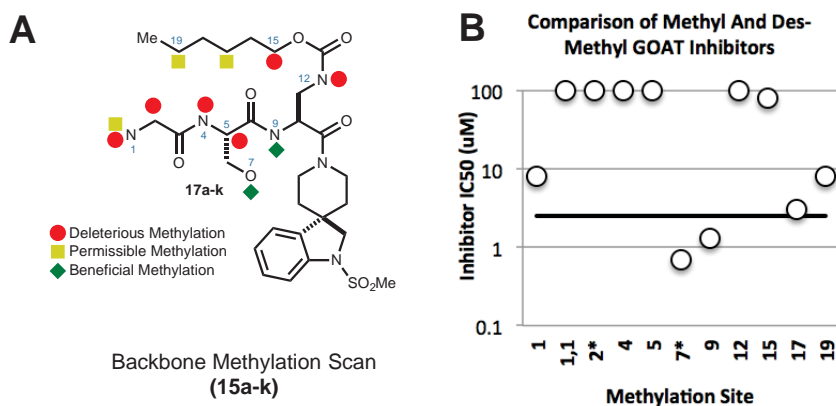 A
Me
19
15
O
O
12
N
O
N
4
5
O
9
N
O
N
1
O
7
O
N
17a-k
Deleterious Methylation
Permissible Methylation
Beneficial Methylation
N
SO2Me
Backbone Methylation Scan
(15a-k)
B
Comparison of Methyl And Des-
Methyl GOAT Inhibitors
Inhibitor IC50 (uM)
100
10
1
0.1
1
1,1
2*
4
5
7*
9
12
15
17
19
Methylation Site